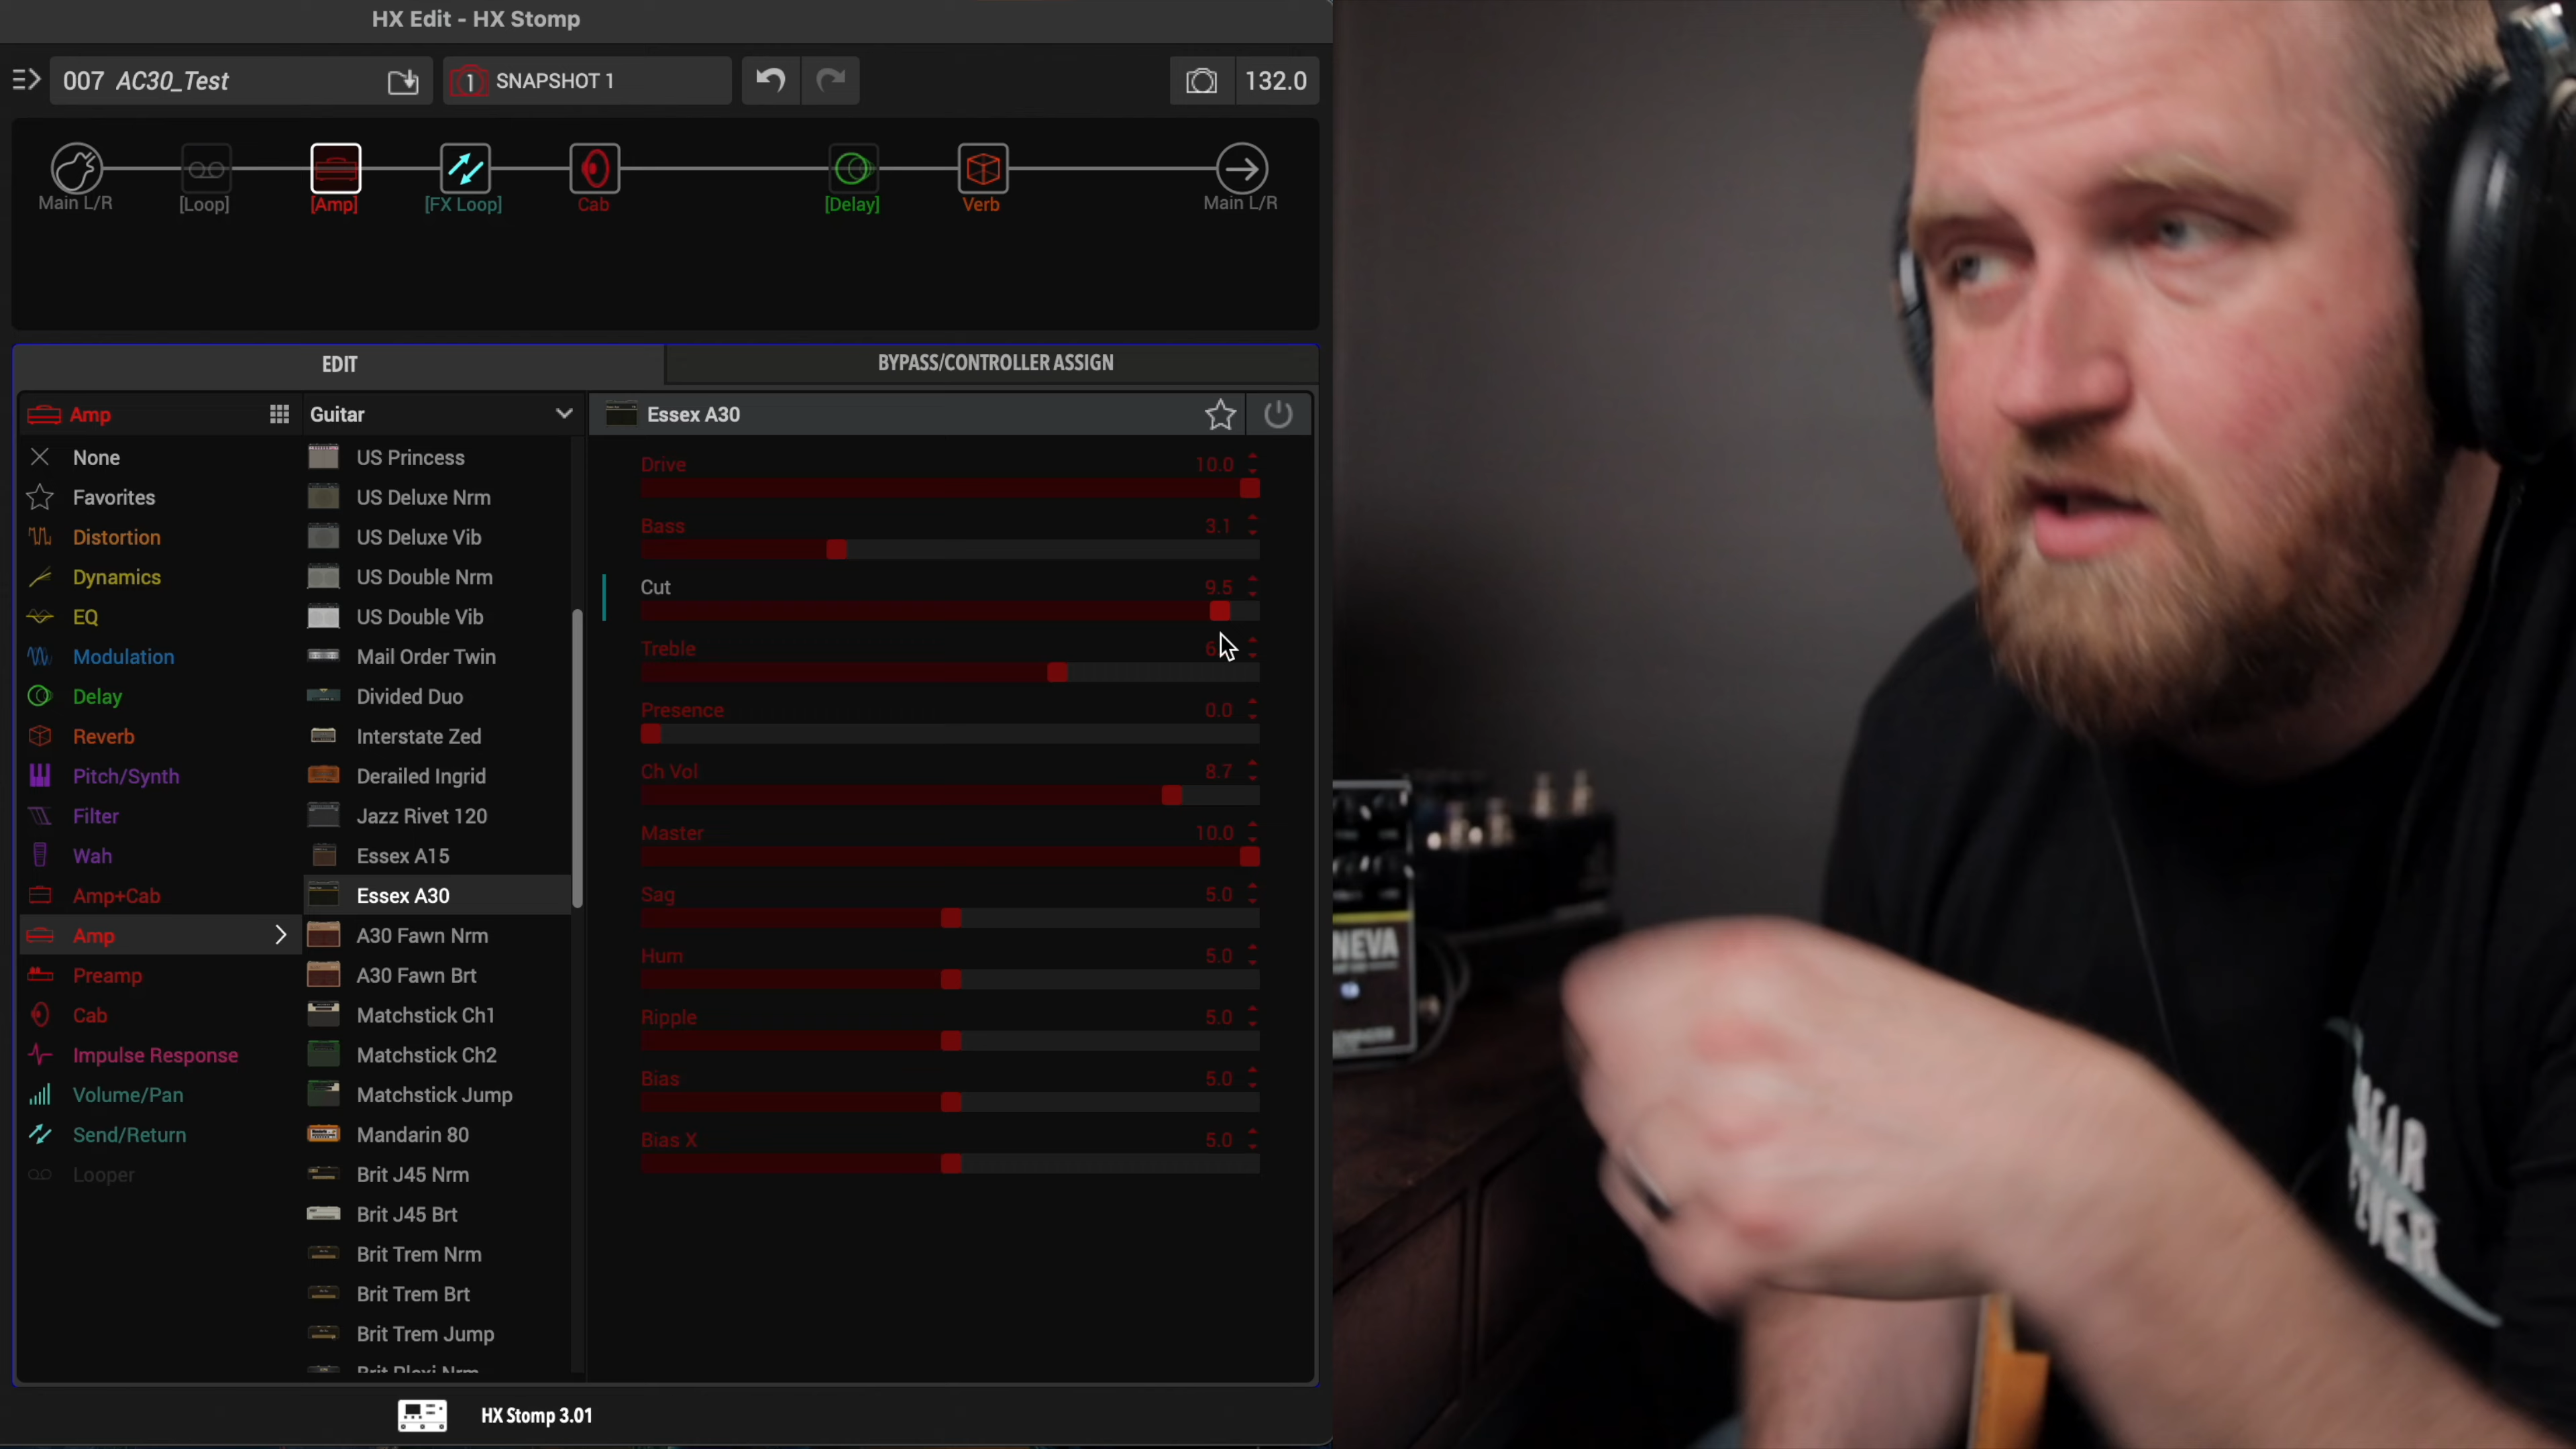 HX Edit - HX Stomp
007 AC30_Test
1 SNAPSHOT 1
132.0
Main L/R
[Loop]
[Amp]
[FX Loop]
Cab
[Delay]
Verb
Main L/R
EDIT
BYPASS/CONTROLLER ASSIGN
Amp
None
Favorites
Distortion
Dynamics
EQ
Modulation
Delay
Reverb
Pitch/Synth
Filter
Wah
Amp+Cab
Amp
Preamp
Cab
Impulse Response
Volume/Pan
Send/Return
Looper
Guitar
US Princess
US Deluxe Nrm
US Deluxe Vib
US Double Nrm
US Double Vib
Mail Order Twin
Divided Duo
Interstate Zed
Derailed Ingrid
Jazz Rivet 120
Essex A15
Essex A30
A30 Fawn Nrm
A30 Fawn Brt
Matchstick Ch1
Matchstick Ch2
Matchstick Jump
Mandarin 80
Brit J45 Nrm
Brit J45 Brt
Brit Trem Nrm
Brit Trem Brt
Brit Trem Jump
Brit Plexi Nrm
Essex A30
Drive 10.0
Bass 3.1
Cut 9.5
Treble
Presence 0.0
Ch Vol 8.7
Master 10.0
Sag 5.0
Hum 5.0
Ripple 5.0
Bias 5.0
Bias X 5.0
HX Stomp 3.01
NEVA